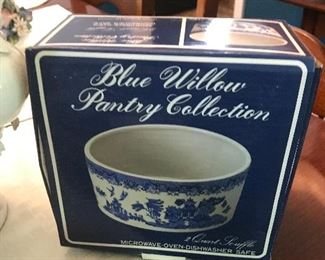 Blue Willow
Pantry Collection
2 Quart Souffle
MICROWAVE-OVEN-DISHWASHER SAFE